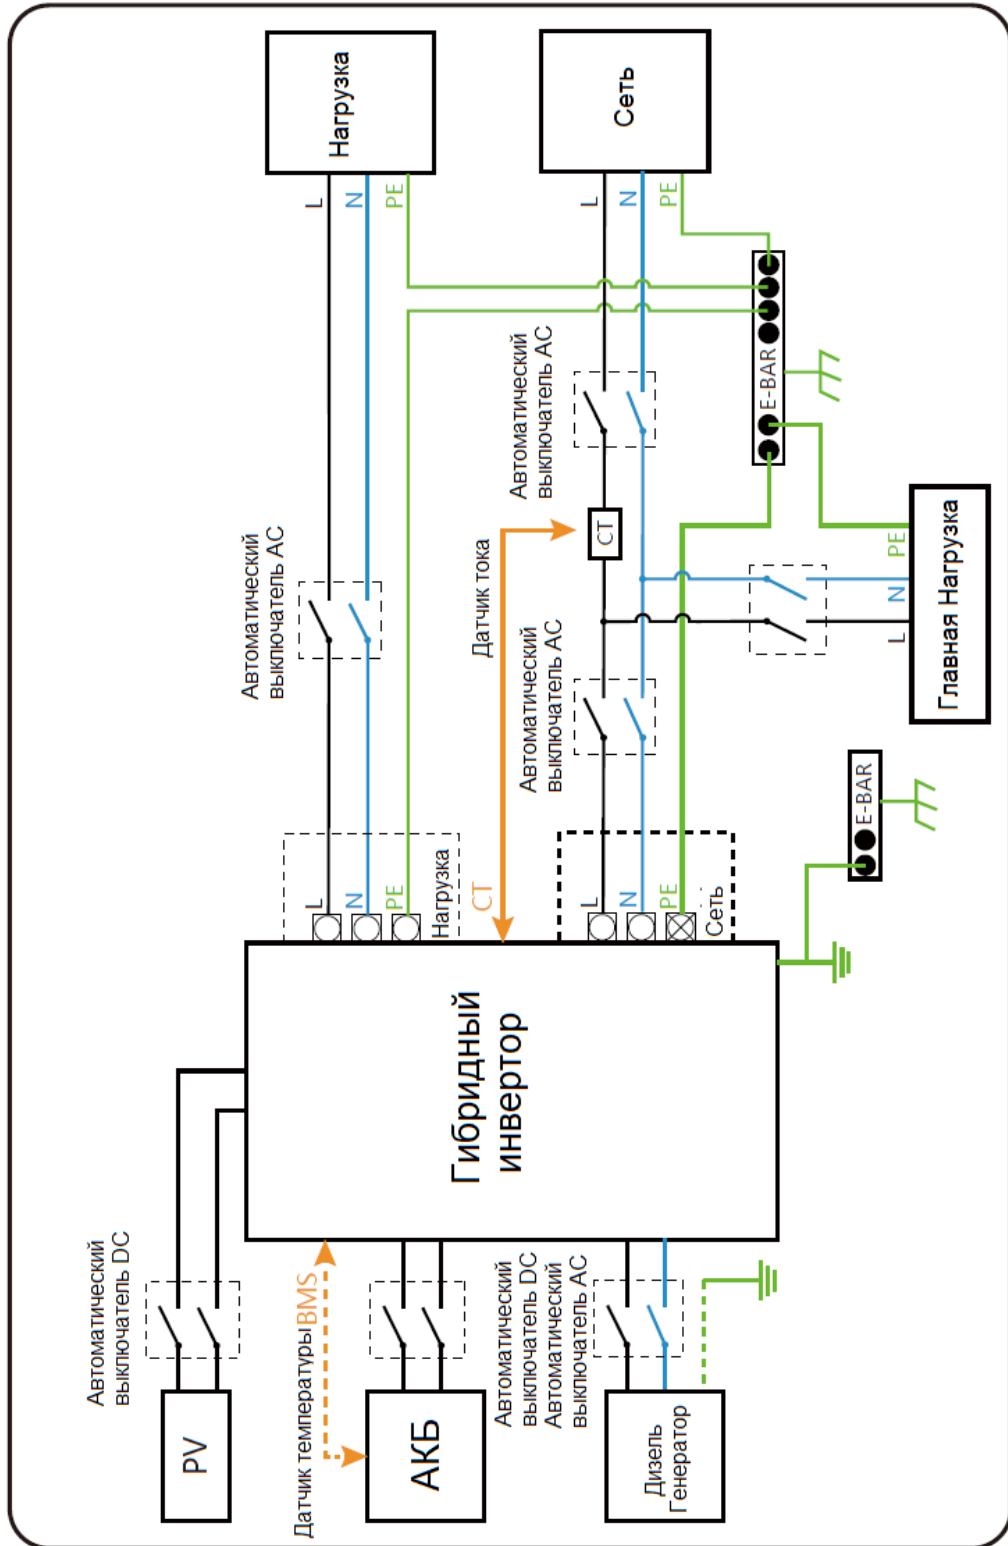 Автоматический
выключатель DC
PV
Датчик температуры
BMS
АКБ
Автоматический
выключатель DC
Автоматический
выключатель AC
Дизель
Генератор
Гибридный
инвертор
L
N
PE
Нагрузка
CT
L
N
PE
Сеть
Автоматический
выключатель AC
Датчик тока
CT
Автоматический
выключатель AC
Автоматический
выключатель AC
L
N
PE
Нагрузка
L
N
PE
Сеть
E-BAR
L
N
PE
Главная Нагрузка
E-BAR